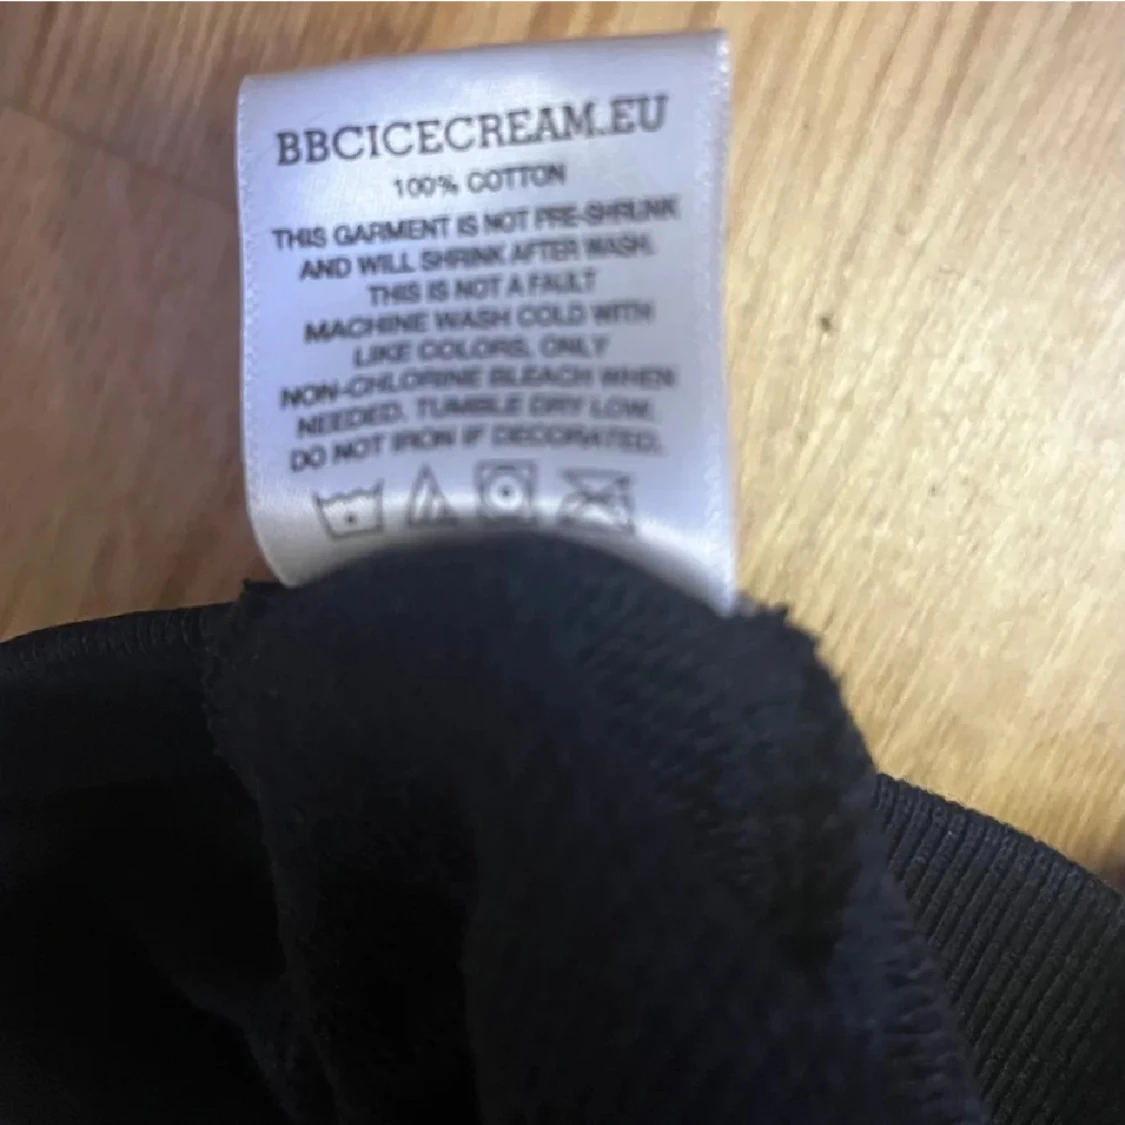 BBCICECREAM.EU
100% COTTON
THIS GARMENT IS NOT PRE-SHRUNK
AND WILL SHRINK AFTER WASH.
THIS IS NOT A FAULT
MACHINE WASH COLD WITH
LIKE COLORS, ONLY
NON-CHLORINE BLEACH WHEN
NEEDED. TUMBLE DRY LOW.
DO NOT IRON IF DECORATED.